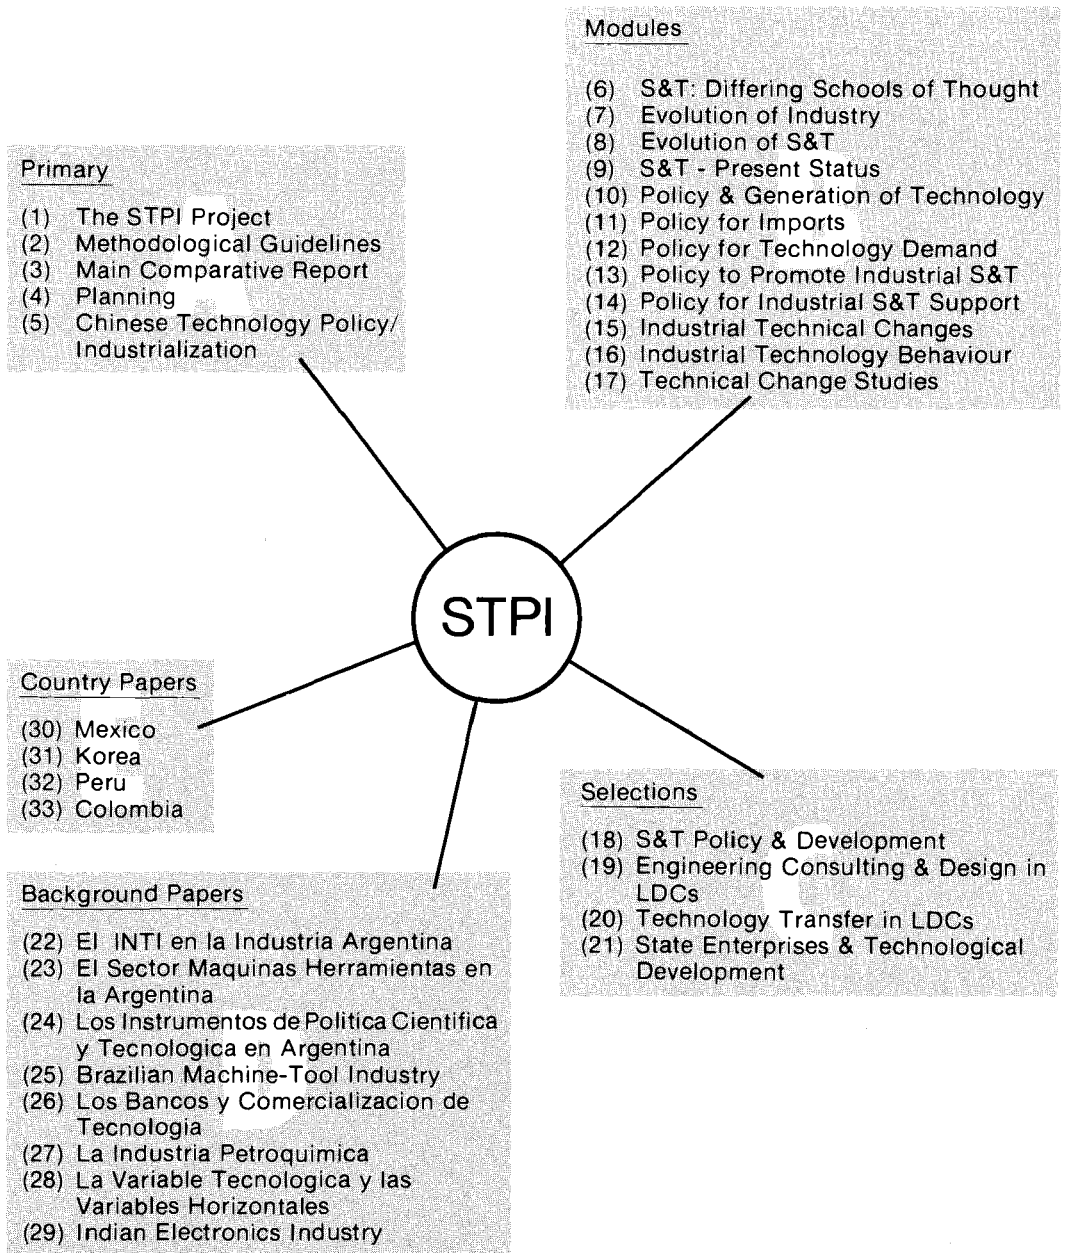 Primary
(1) The STPI Project
(2) Methodological Guidelines
(3) Main Comparative Report
(4) Planning
(5) Chinese Technology Policy/
Industrialization
Modules
(6) S&T: Differing Schools of Thought
(7) Evolution of Industry
(8) Evolution of S&T
(9) S&T - Present Status
(10) Policy & Generation of Technology
(11) Policy for Imports
(12) Policy for Technology Demand
(13) Policy to Promote Industrial S&T
(14) Policy for Industrial S&T Support
(15) Industrial Technical Changes
(16) Industrial Technology Behaviour
(17) Technical Change Studies
STPI
Country Papers
(30) Mexico
(31) Korea
(32) Peru
(33) Colombia
Selections
(18) S&T Policy & Development
(19) Engineering Consulting & Design in
LDCs
(20) Technology Transfer in LDCs
(21) State Enterprises & Technological
Development
Background Papers
(22) El INTI en la Industria Argentina
(23) El Sector Maquinas Herramientas en
la Argentina
(24) Los Instrumentos de Politica Cientifica
y Tecnologica en Argentina
(25) Brazilian Machine-Tool Industry
(26) Los Bancos y Comercializacion de
Tecnologia
(27) La Industria Petroquimica
(28) La Variable Tecnologica y las
Variables Horizontales
(29) Indian Electronics Industry